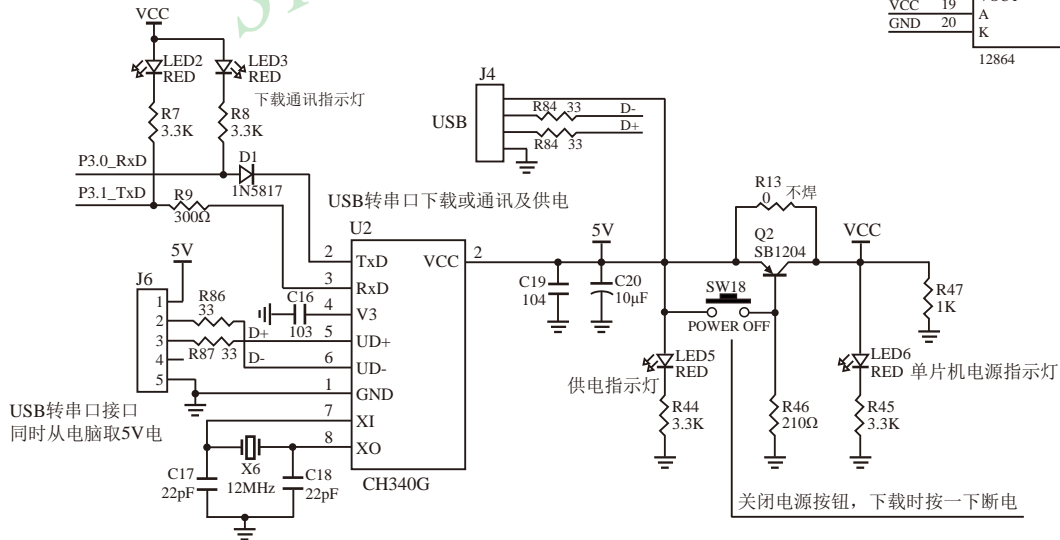 VCC
LED2
RED
LED3
RED
下载通讯指示灯
R7
3.3K
R8
3.3K
P3.0_RxD
D1
1N5817
P3.1_TxD
R9
300Ω
J4
USB
R84 33
D-
D+
R84 33
VCC 19
A
GND 20
K
12864
USB转串口下载或通讯及供电
U2
2
TxD
VCC
2
3
RxD
4
V3
5
UD+
6
UD-
1
GND
7
XI
8
XO
CH340G
5V
J6
1
2
3
4
5
R86
33
D+
R87 33
D-
C16
103
USB转串口接口
同时从电脑取5V电
C17
22pF
X6
12MHz
C18
22pF
5V
C19
104
C20
10μF
R13
0 不焊
Q2
SB1204
VCC
SW18
POWER OFF
R47
1K
LED5
RED
供电指示灯
R44
3.3K
R46
210Ω
LED6
RED 单片机电源指示灯
R45
3.3K
关闭电源按钮，下载时按一下断电